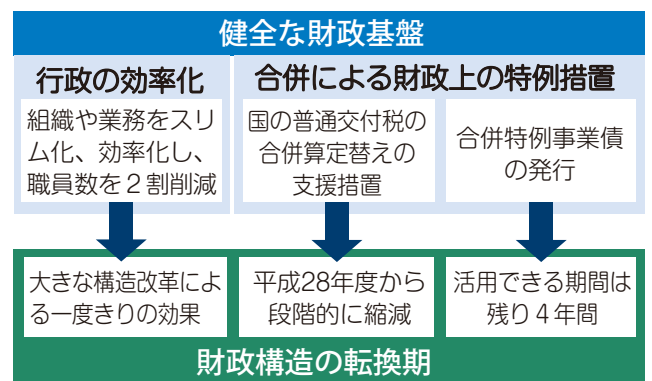 健全な財政基盤
行政の効率化
組織や業務をスリ
ム化、効率化し、
職員数を２割削減
合併による財政上の特例措置
国の普通交付税の
合併算定替えの
支援措置
合併特例事業債
の発行
大きな構造改革によ
る一度きりの効果
平成28年度から
段階的に縮減
活用できる期間は
残り４年間
財政構造の転換期